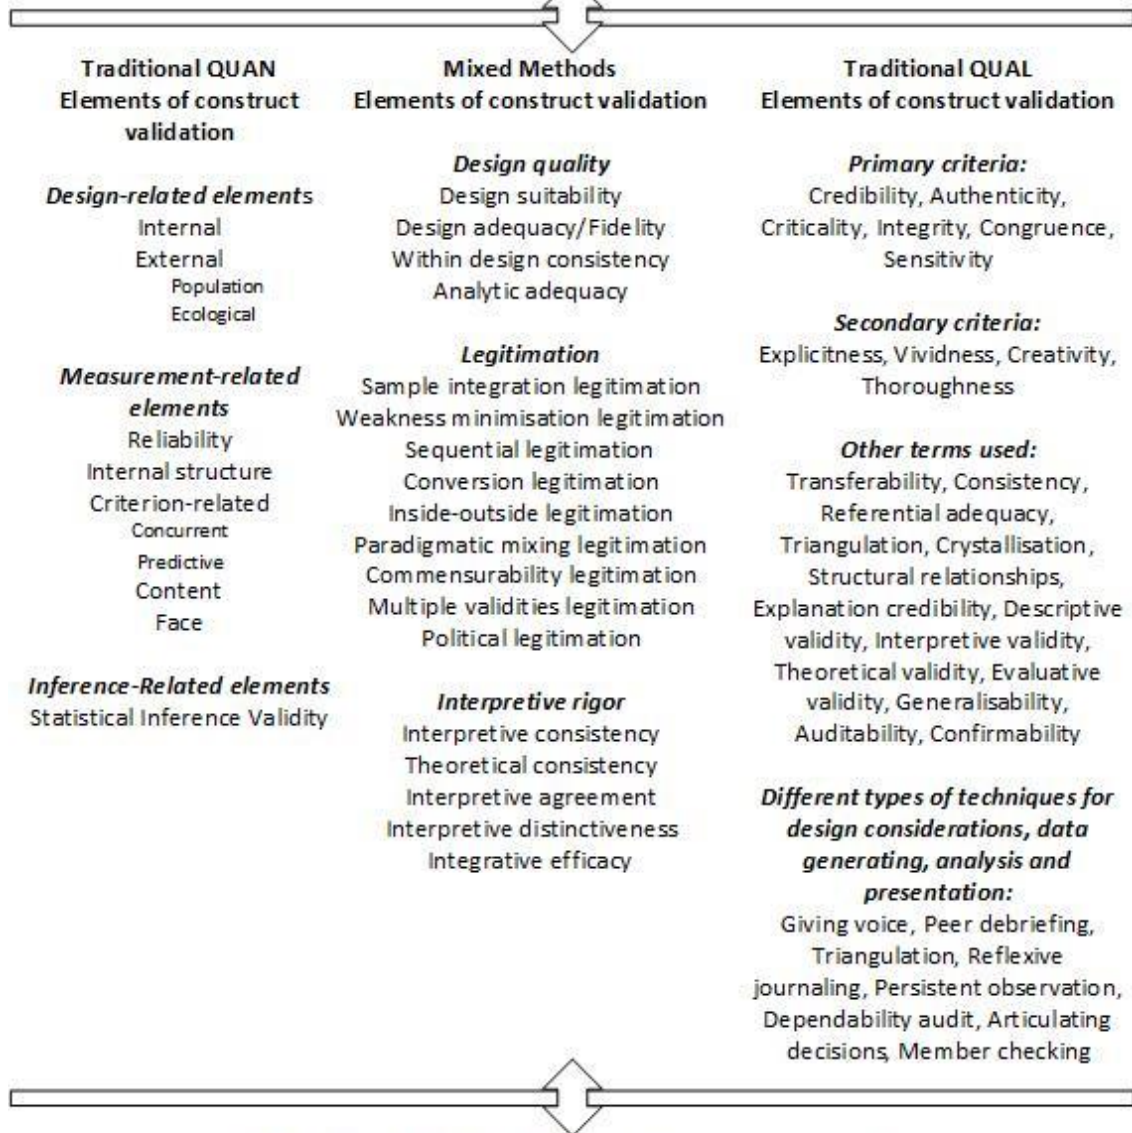 Traditional QUAN
Elements of construct
validation
Design-related elements
Internal
External
Population
Ecological
Measurement-related
elements
Reliability
Internal structure
Criterion-related
Concurrent
Predictive
Content
Face
Inference-Related elements
Statistical Inference Validity
Mixed Methods
Elements of construct validation
Design quality
Design suitability
Design adequacy/Fidelity
Within design consistency
Analytic adequacy
Legitimation
Sample integration legitimation
Weakness minimisation legitimation
Sequential legitimation
Conversion legitimation
Inside-outside legitimation
Paradigmatic mixing legitimation
Commensurability legitimation
Multiple validities legitimation
Political legitimation
Interpretive rigor
Interpretive consistency
Theoretical consistency
Interpretive agreement
Interpretive distinctiveness
Integrative efficacy
Traditional QUAL
Elements of construct validation
Primary criteria:
Credibility, Authenticity,
Criticality, Integrity, Congruence,
Sensitivity
Secondary criteria:
Explicitness, Vividness, Creativity,
Thoroughness
Other terms used:
Transferability, Consistency,
Referential adequacy,
Triangulation, Crystallisation,
Structural relationships,
Explanation credibility, Descriptive
validity, Interpretive validity,
Theoretical validity, Evaluative
validity, Generalisability,
Auditability, Confirmability
Different types of techniques for
design considerations, data
generating, analysis and
presentation:
Giving voice, Peer debriefing,
Triangulation, Reflexive
journaling, Persistent observation,
Dependability audit, Articulating
decisions, Member checking